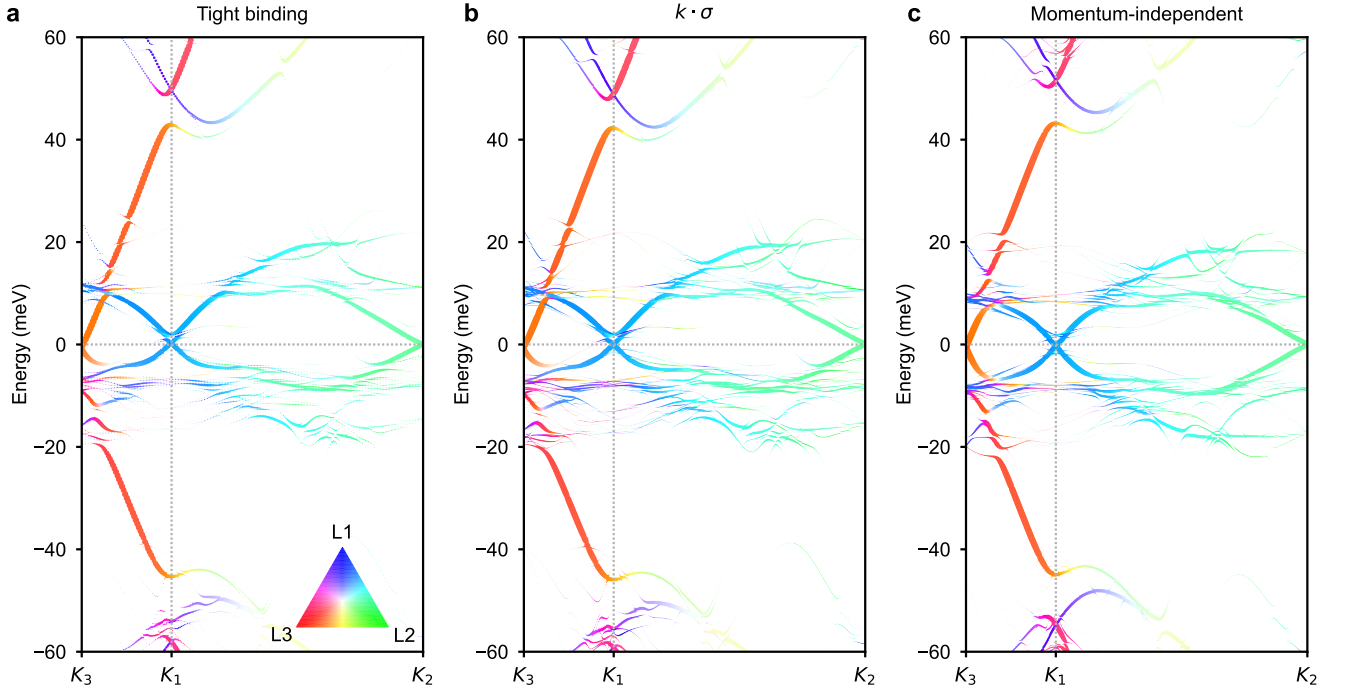 a Tight binding
b k · σ
c Momentum-independent
60
40
20
0
−20
−40
−60
Energy (meV)
K3 K1 K2
L1
L3 L2
60
40
20
0
−20
−40
−60
Energy (meV)
K3 K1 K2
60
40
20
0
−20
−40
−60
Energy (meV)
K3 K1 K2